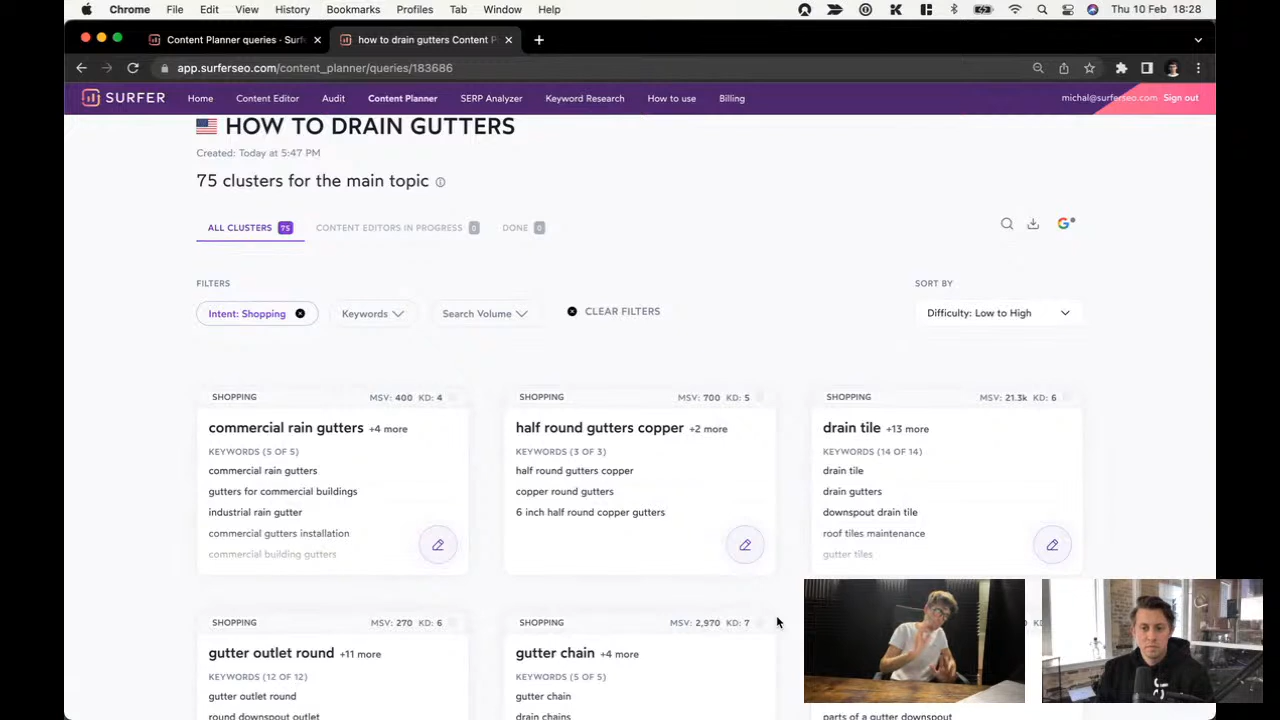 Chrome File Edit View History Bookmarks Profiles Tab Window Help Thu 10 Feb 18:28
Content Planner queries - Surfe how to drain gutters Content P
app.surferseo.com/content_planner/queries/183686
SURFER Home Content Editor Audit Content Planner SERP Analyzer Keyword Research How to use Billing michal@surferseo.com Sign out
HOW TO DRAIN GUTTERS
Created: Today at 5:47 PM
75 clusters for the main topic
ALL CLUSTERS 75 CONTENT EDITORS IN PROGRESS 0 DONE 0
FILTERS SORT BY
Intent: Shopping Keywords Search Volume CLEAR FILTERS Difficulty: Low to High
SHOPPING MSV: 400 KD: 4
commercial rain gutters +4 more
KEYWORDS (5 OF 5)
commercial rain gutters
gutters for commercial buildings
industrial rain gutter
commercial gutters installation
commercial building gutters
SHOPPING MSV: 700 KD: 5
half round gutters copper +2 more
KEYWORDS (3 OF 3)
half round gutters copper
copper round gutters
6 inch half round copper gutters
SHOPPING MSV: 21.3k KD: 6
drain tile +13 more
KEYWORDS (14 OF 14)
drain tile
drain gutters
downspout drain tile
roof tiles maintenance
gutter tiles
SHOPPING MSV: 270 KD: 6
gutter outlet round +11 more
KEYWORDS (12 OF 12)
gutter outlet round
round downspout outlet
SHOPPING MSV: 2,970 KD: 7
gutter chain +4 more
KEYWORDS (5 OF 5)
gutter chain
drain chains
parts of a gutter downspout